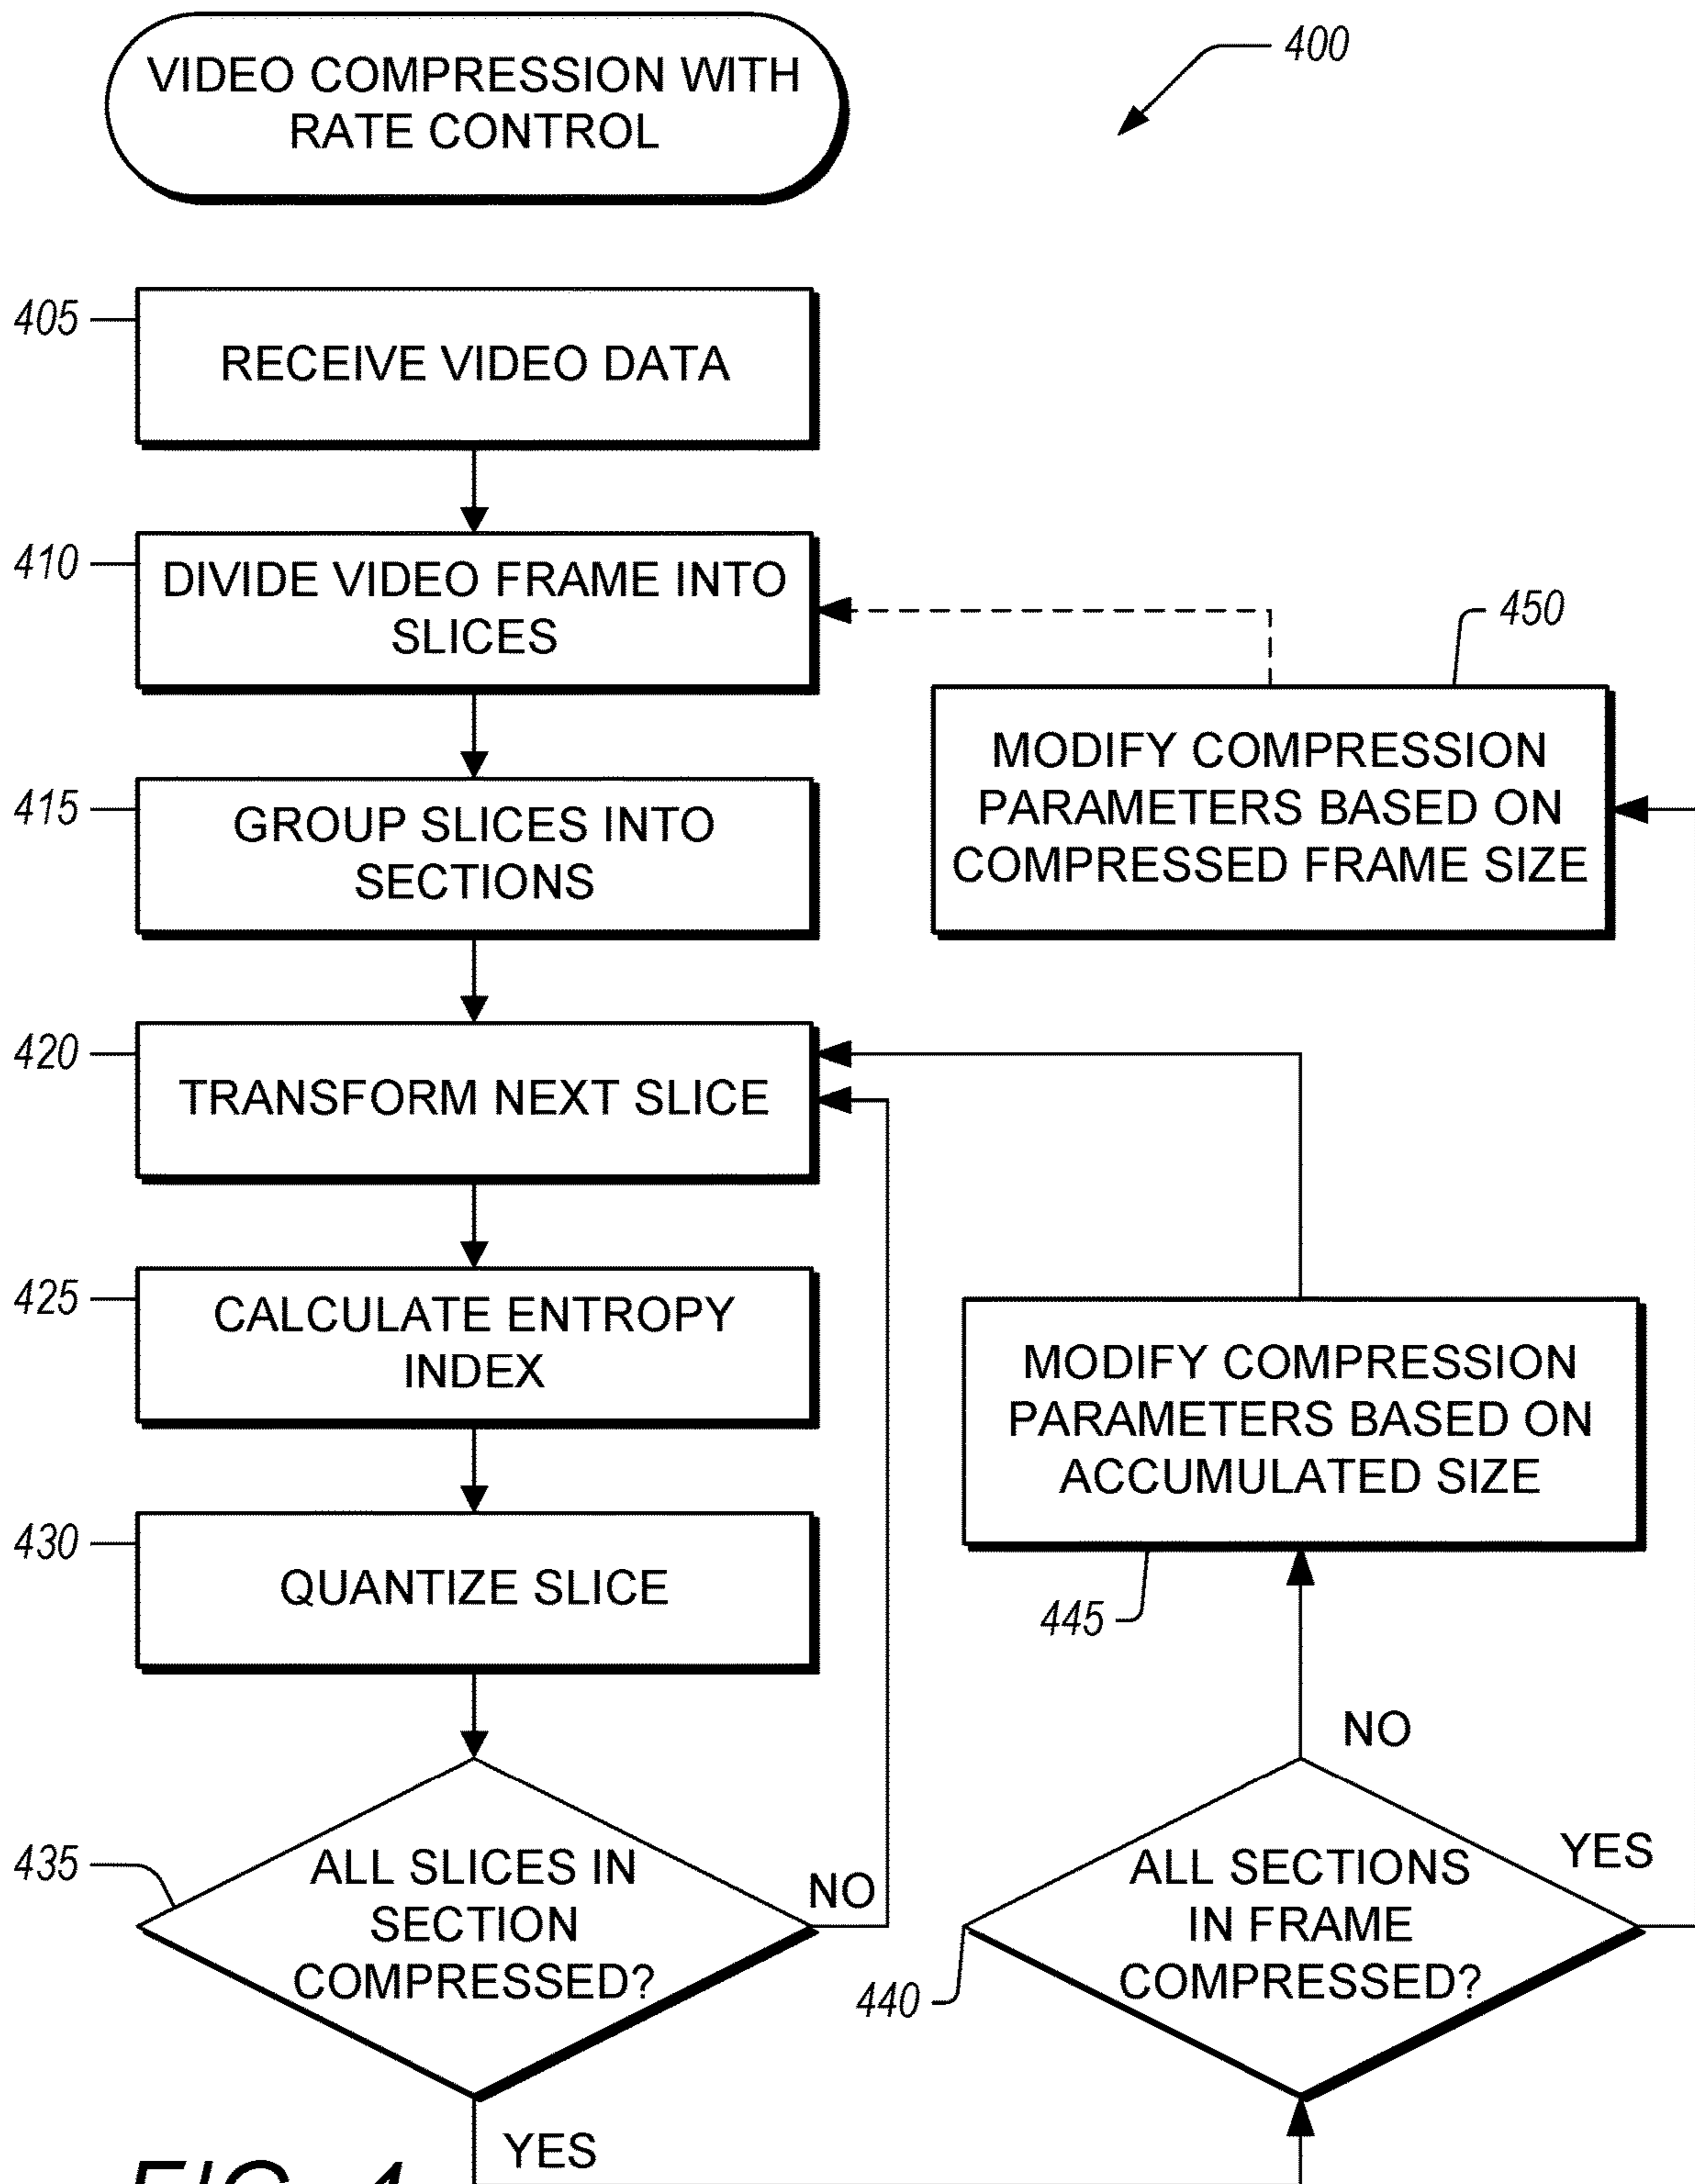 VIDEO COMPRESSION WITH
RATE CONTROL
400
405
RECEIVE VIDEO DATA
410
DIVIDE VIDEO FRAME INTO
SLICES
450
MODIFY COMPRESSION
PARAMETERS BASED ON
COMPRESSED FRAME SIZE
415
GROUP SLICES INTO
SECTIONS
420
TRANSFORM NEXT SLICE
425
CALCULATE ENTROPY
INDEX
MODIFY COMPRESSION
PARAMETERS BASED ON
ACCUMULATED SIZE
445
430
QUANTIZE SLICE
435
ALL SLICES IN
SECTION
COMPRESSED?
NO
YES
NO
YES
440
ALL SECTIONS
IN FRAME
COMPRESSED?
FIG. 4